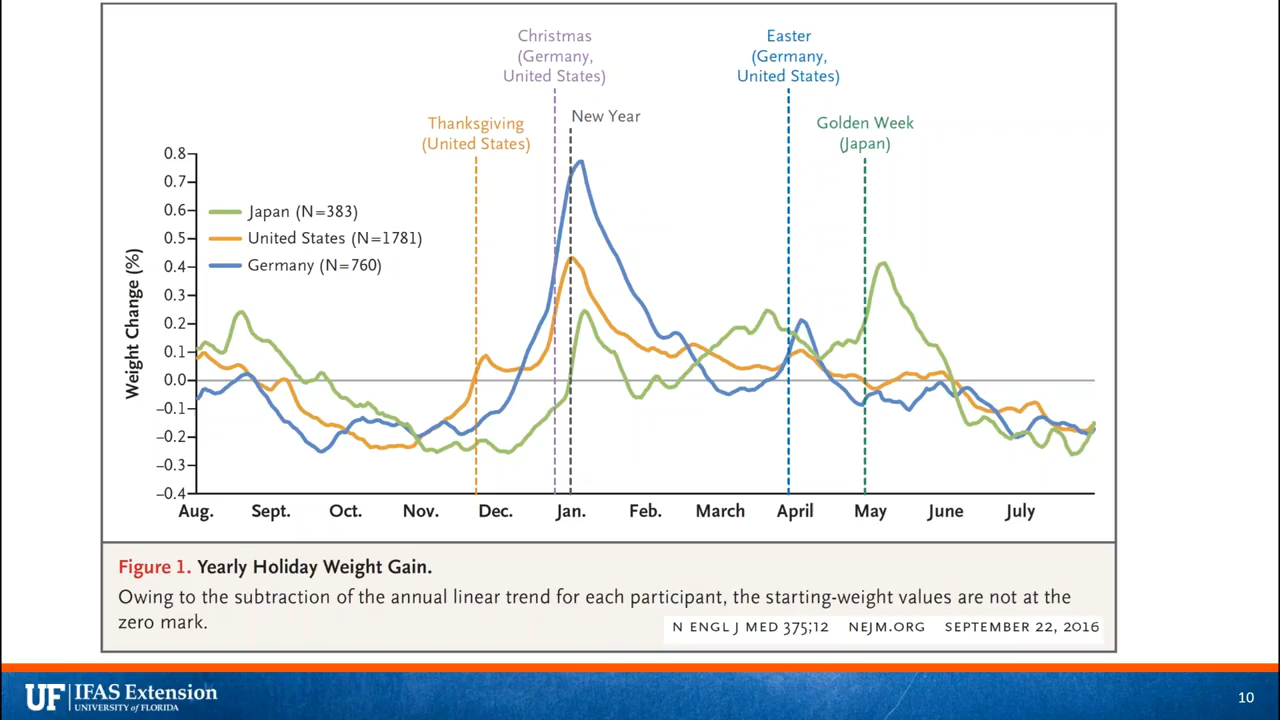 Christmas
(Germany,
United States)
Easter
(Germany,
United States)
New Year
Thanksgiving
(United States)
Golden Week
(Japan)
Weight Change (%)
0.8
0.7
0.6
0.5
0.4
0.3
0.2
0.1
0.0
–0.1
–0.2
–0.3
–0.4
Japan (N=383)
United States (N=1781)
Germany (N=760)
Aug. Sept. Oct. Nov. Dec. Jan. Feb. March April May June July
Figure 1. Yearly Holiday Weight Gain.
Owing to the subtraction of the annual linear trend for each participant, the starting-weight values are not at the
zero mark.
N ENGL J MED 375;12 NEJM.ORG SEPTEMBER 22, 2016
UF IFAS Extension
UNIVERSITY of FLORIDA
10